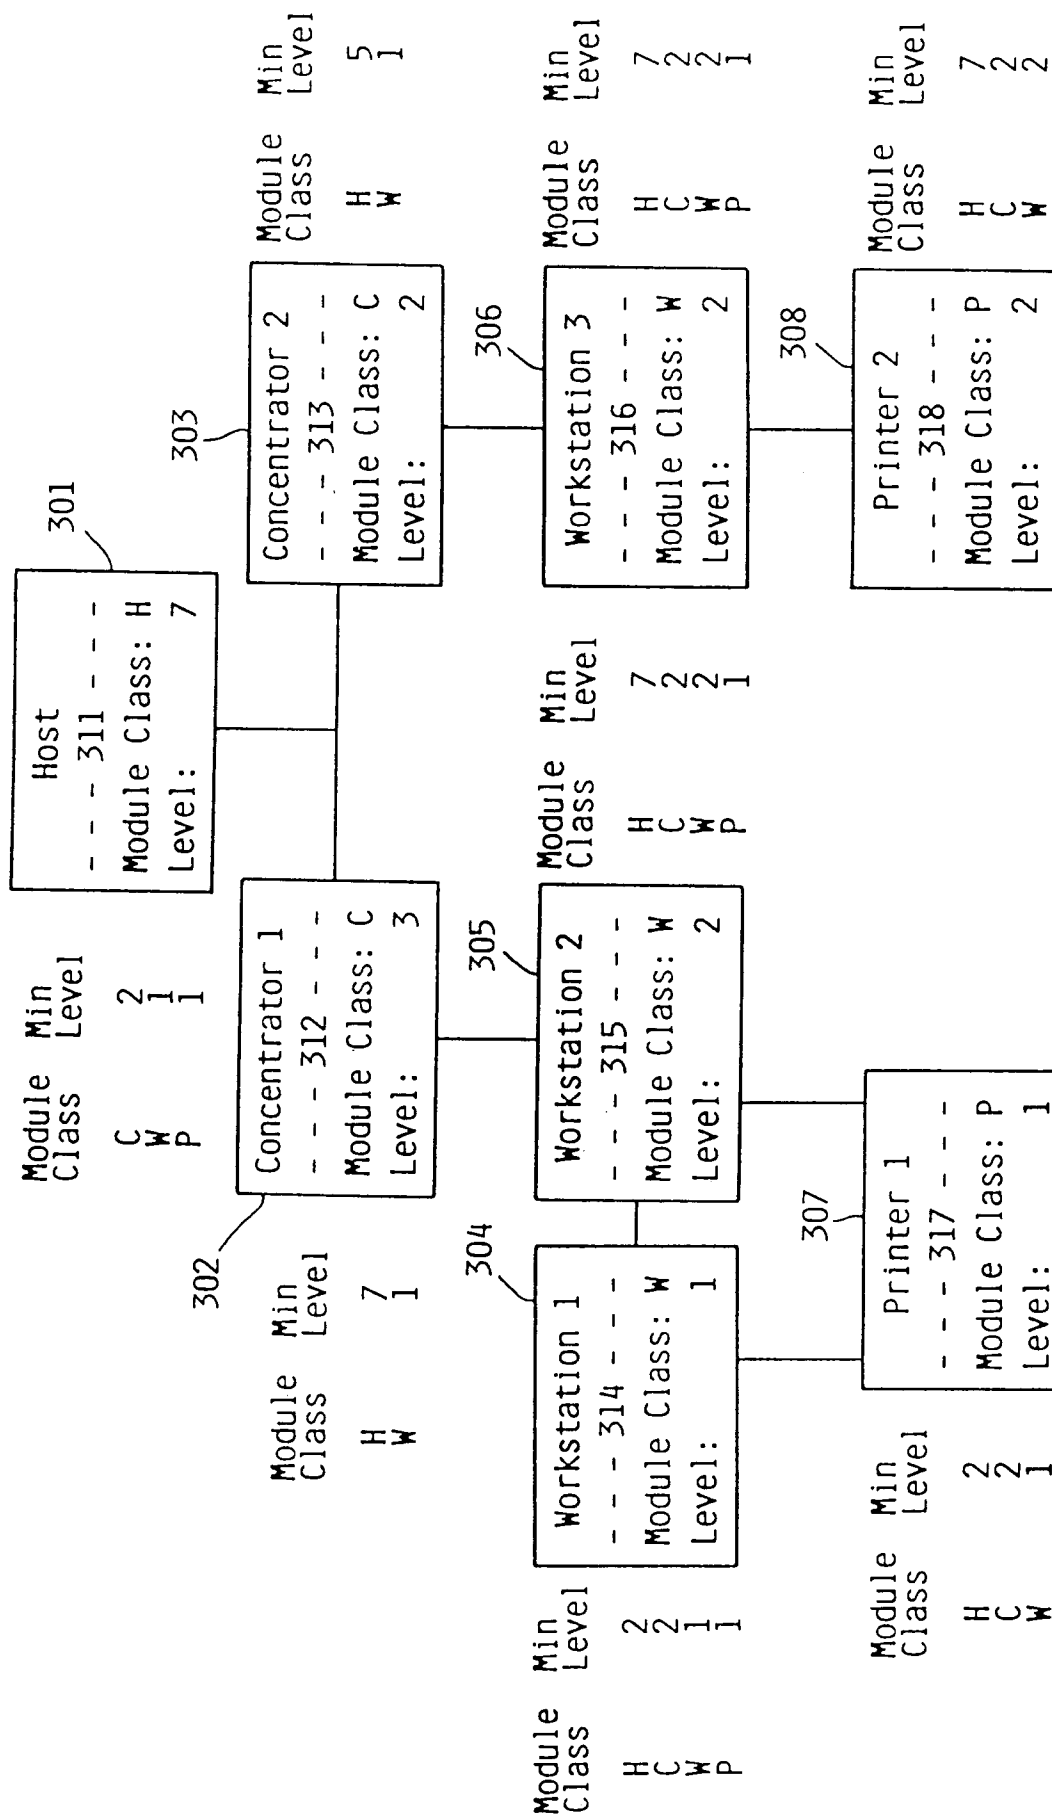 Module Min
Class Level
C 2
W 1
P 1
Host
- - - 311 - - - -
Module Class: H
Level: 7
301
Module Min
Class Level
H 7
W 1
302
Concentrator 1
- - - 312 - - - -
Module Class: C
Level: 3
303
Concentrator 2
- - - 313 - - - -
Module Class: C
Level: 2
Module Min
Class Level
H 5
W 1
Module Min
Class Level
H 2
C 2
W 1
P 1
304
Workstation 1
- - - 314 - - - -
Module Class: W
Level: 1
305
Workstation 2
- - - 315 - - - -
Module Class: W
Level: 2
Module Min
Class Level
H 7
C 2
W 2
P 1
306
Workstation 3
- - - 316 - - - -
Module Class: W
Level: 2
Module Min
Class Level
H 7
C 2
W 2
P 1
Module Min
Class Level
H 2
C 2
W 1
307
Printer 1
- - - 317 - - - -
Module Class: P
Level: 1
308
Printer 2
- - - 318 - - - -
Module Class: P
Level: 2
Module Min
Class Level
H 7
C 2
W 2